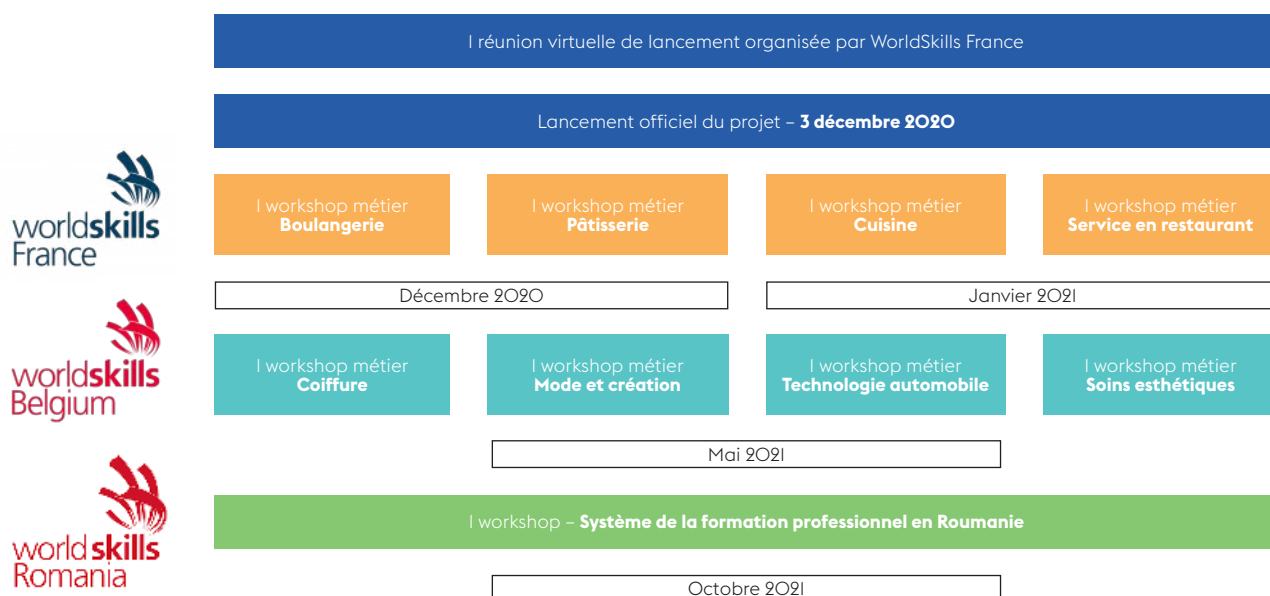 1 réunion virtuelle de lancement organisée par WorldSkills France
Lancement officiel du projet – 3 décembre 2020
worldskills
France
1 workshop métier
Boulangerie
1 workshop métier
Pâtisserie
1 workshop métier
Cuisine
1 workshop métier
Service en restaurant
Décembre 2020
Janvier 2021
worldskills
Belgium
1 workshop métier
Coiffure
1 workshop métier
Mode et création
1 workshop métier
Technologie automobile
1 workshop métier
Soins esthétiques
Mai 2021
worldskills
Romania
1 workshop – Système de la formation professionnel en Roumanie
Octobre 2021